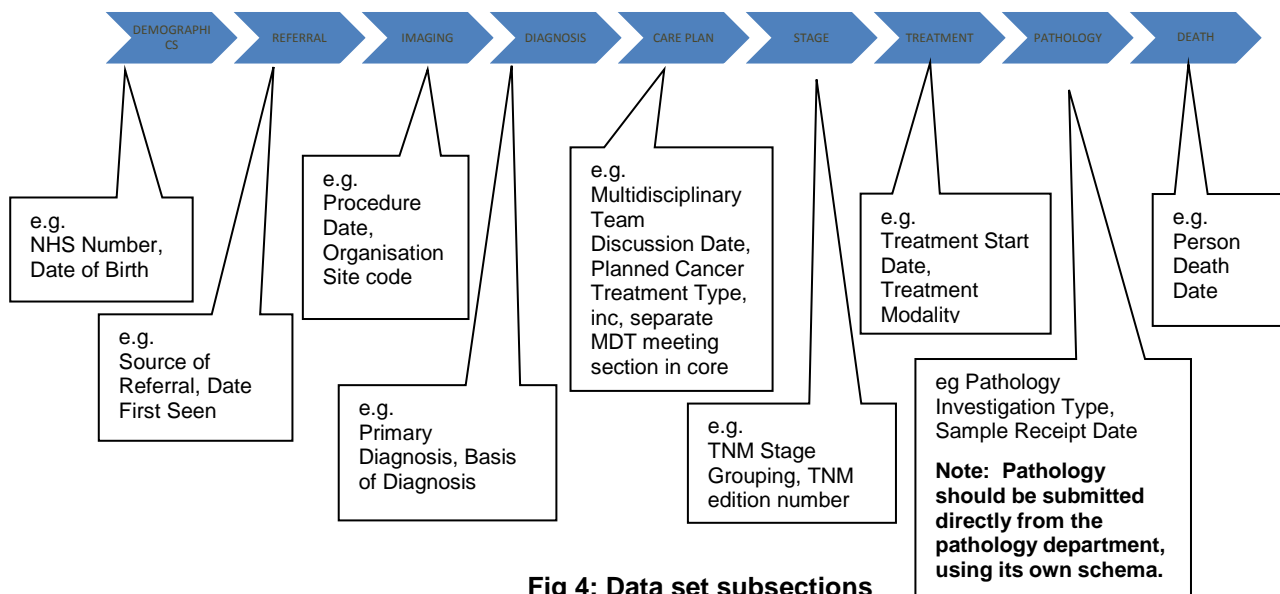 DEMOGRAPHI
CS
REFERRAL
IMAGING
DIAGNOSIS
CARE PLAN
STAGE
TREATMENT
PATHOLOGY
DEATH
e.g.
NHS Number,
Date of Birth
e.g.
Source of
Referral, Date
First Seen
e.g.
Procedure
Date,
Organisation
Site code
e.g.
Primary
Diagnosis, Basis
of Diagnosis
e.g.
Multidisciplinary
Team
Discussion Date,
Planned Cancer
Treatment Type,
inc, separate
MDT meeting
section in core
e.g.
TNM Stage
Grouping, TNM
edition number
e.g.
Treatment Start
Date,
Treatment
Modality
eg Pathology
Investigation Type,
Sample Receipt Date
Note: Pathology
should be submitted
directly from the
pathology department,
using its own schema.
e.g.
Person
Death
Date
Fig 4: Data set subsections